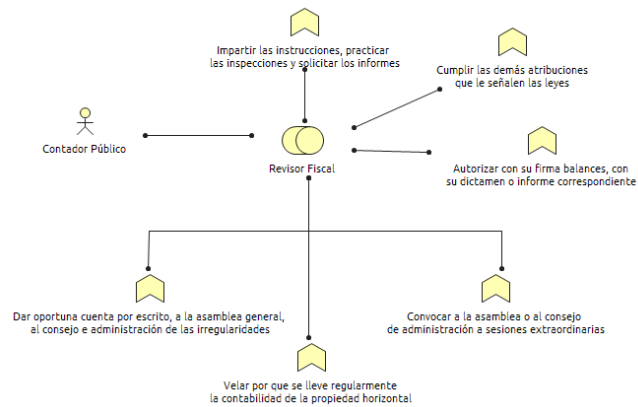 Impartir las instrucciones, practicar
las inspecciones y solicitar los informes
Cumplir las demás atribuciones
que le señalen las leyes
Contador Público
Revisor Fiscal
Autorizar con su firma balances, con
su dictamen o informe correspondiente
Dar oportuna cuenta por escrito, a la asamblea general,
al consejo e administración de las irregularidades
Convocar a la asamblea o al consejo
de administración a sesiones extraordinarias
Velar por que se lleve regularmente
la contabilidad de la propiedad horizontal